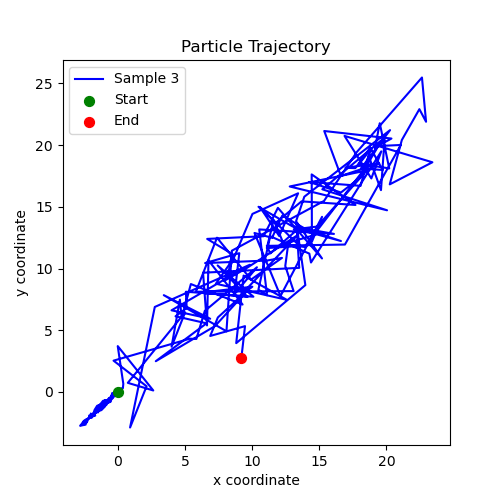 Particle Trajectory
Sample 3
Start
End
25
20
15
10
5
0
y coordinate
0 5 10 15 20
x coordinate